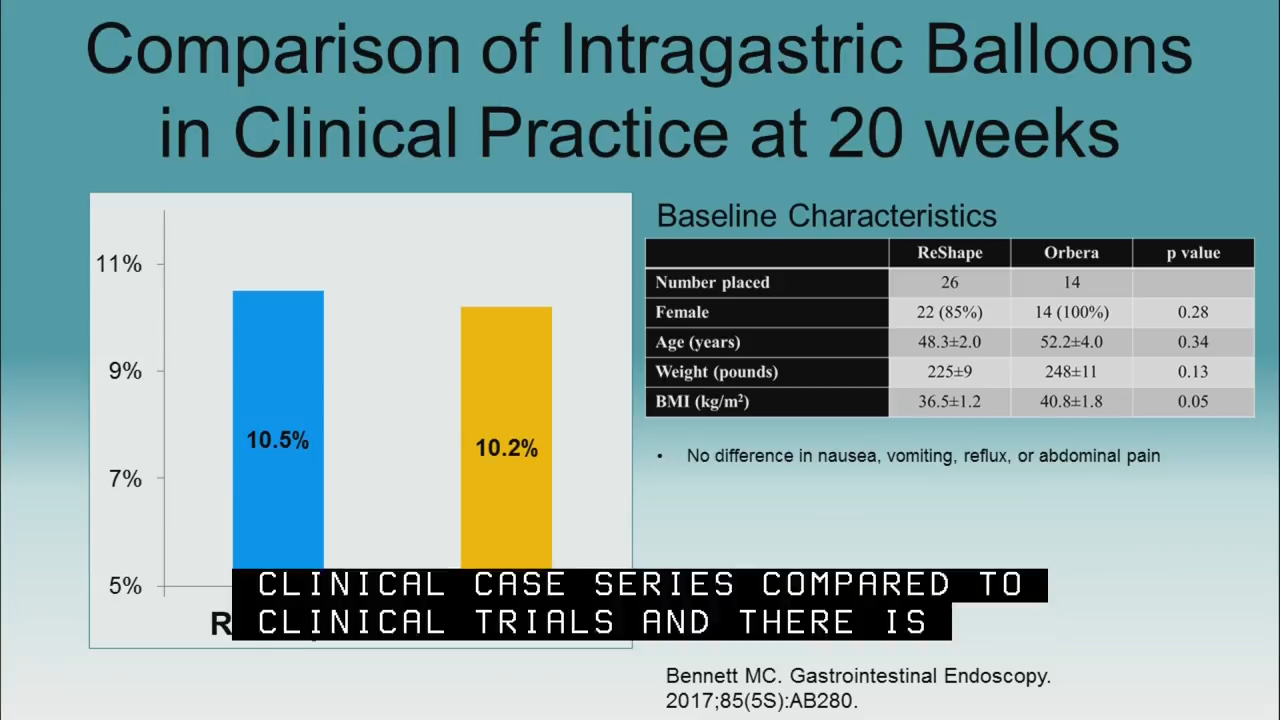 Comparison of Intragastric Balloons
in Clinical Practice at 20 weeks
11%
9%
7%
5%
10.5%
10.2%
Baseline Characteristics
ReShape Orbera p value
Number placed 26 14
Female 22 (85%) 14 (100%) 0.28
Age (years) 48.3±2.0 52.2±4.0 0.34
Weight (pounds) 225±9 248±11 0.13
BMI (kg/m²) 36.5±1.2 40.8±1.8 0.05
• No difference in nausea, vomiting, reflux, or abdominal pain
CLINICAL CASE SERIES COMPARED TO
CLINICAL TRIALS AND THERE IS
Bennett MC. Gastrointestinal Endoscopy.
2017;85(5S):AB280.